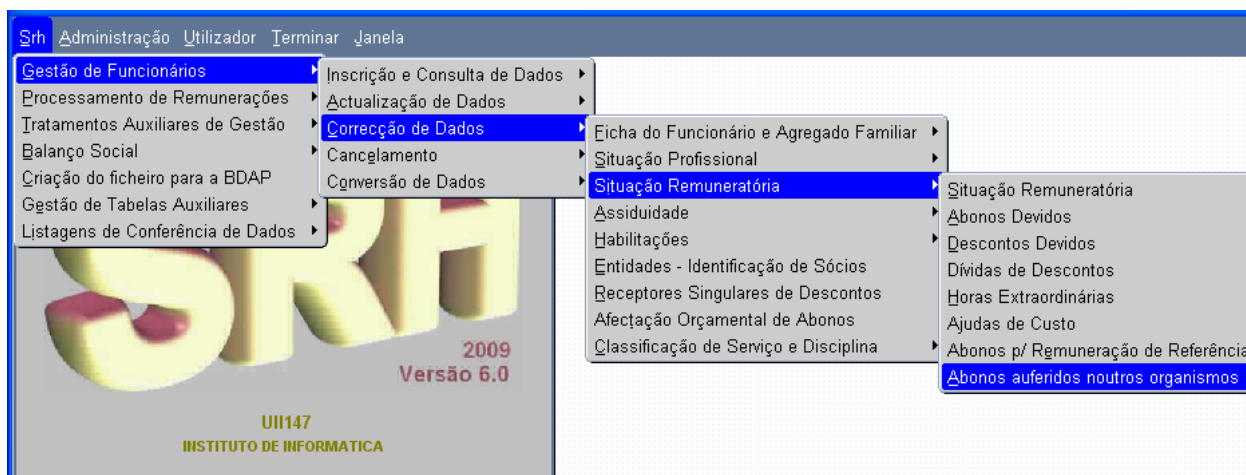 Srh Administração Utilizador Terminar Janela
Gestão de Funcionários
Processamento de Remunerações
Tratamentos Auxiliares de Gestão
Balanço Social
Criação do ficheiro para a BDAP
Gestão de Tabelas Auxiliares
Listagens de Conferência de Dados
Inscrição e Consulta de Dados
Actualização de Dados
Correcção de Dados
Cancelamento
Conversão de Dados
Ficha do Funcionário e Agregado Familiar
Situação Profissional
Situação Remuneratória
Assiduidade
Habilitações
Entidades - Identificação de Sócios
Receptores Singulares de Descontos
Afectação Orçamental de Abonos
Classificação de Serviço e Disciplina
Situação Remuneratória
Abonos Devidos
Descontos Devidos
Dívidas de Descontos
Horas Extraordinárias
Ajudas de Custo
Abonos p/ Remuneração de Referência
Abonos auferidos noutros organismos
SRH
2009
Versão 6.0
UII147
INSTITUTO DE INFORMATICA